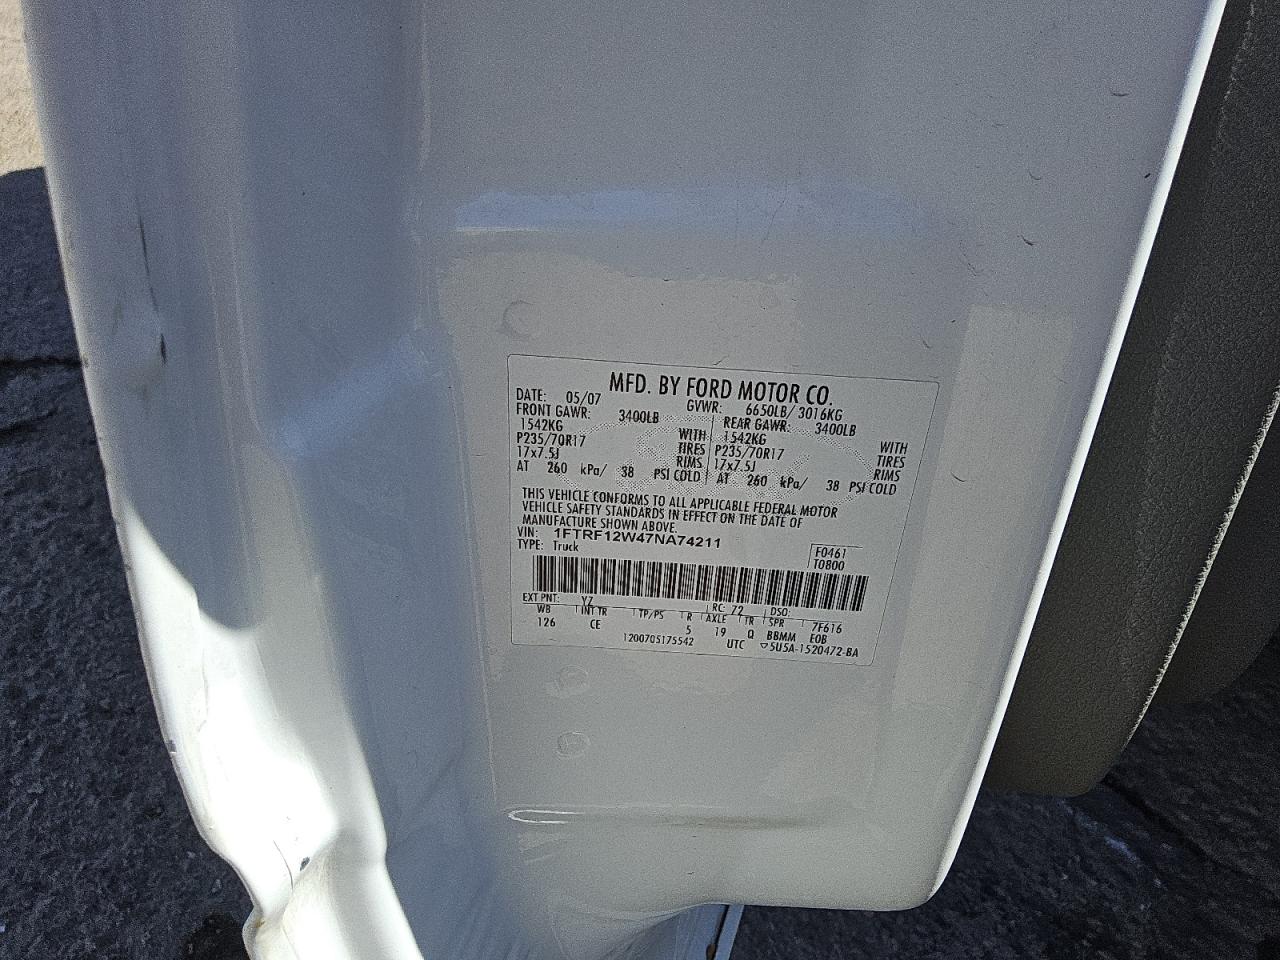 MFD. BY FORD MOTOR CO.
DATE: 05/07 GVWR: 6650LB/ 3016KG
FRONT GAWR: 3400LB REAR GAWR: 3400LB
1542KG WITH 1542KG WITH
P235/70R17 TIRES P235/70R17 TIRES
17x7.5J RIMS 17x7.5J RIMS
AT 260 kPa/ 38 PSI COLD AT 260 kPa/ 38 PSI COLD
THIS VEHICLE CONFORMS TO ALL APPLICABLE FEDERAL MOTOR
VEHICLE SAFETY STANDARDS IN EFFECT ON THE DATE OF
MANUFACTURE SHOWN ABOVE.
VIN: 1FTRF12W47NA74211
TYPE: Truck F0461
T0800
EXT PNT: YZ RC: 72 DSO:
WB INT TR TP/PS R AXLE TR SPR 7F616
126 CE 5 19 Q BBMM EOB
1200705175542 UTC ▽5U5A-1520472-BA